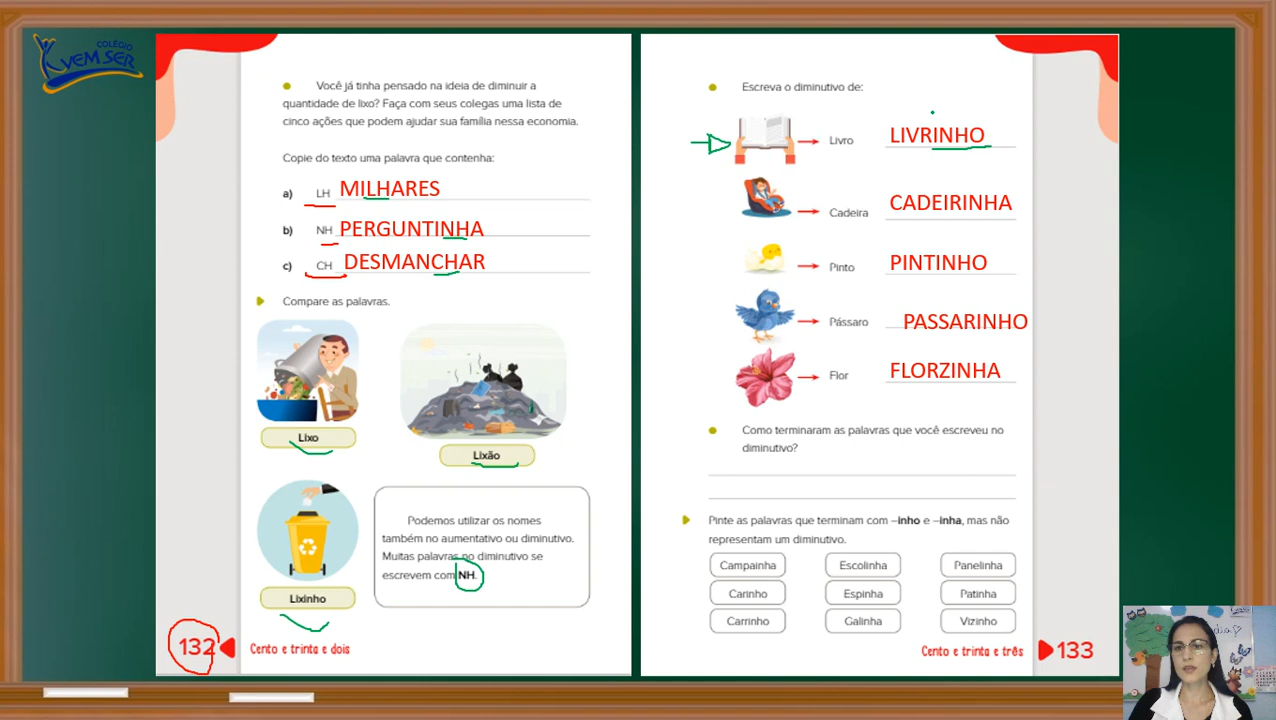 COLÉGIO
VEM SER
Você já tinha pensado na ideia de diminuir a
quantidade de lixo? Faça com seus colegas uma lista de
cinco ações que podem ajudar sua família nessa economia.
Copie do texto uma palavra que contenha:
a) LH MILHARES
b) NH PERGUNTINHA
c) CH DESMANCHAR
Compare as palavras.
Lixo
Lixão
Lixinho
Podemos utilizar os nomes
também no aumentativo ou diminutivo.
Muitas palavras no diminutivo se
escrevem com NH.
132 Cento e trinta e dois
Escreva o diminutivo de:
Livro LIVRINHO
Cadeira CADEIRINHA
Pinto PINTINHO
Pássaro PASSARINHO
Flor FLORZINHA
Como terminaram as palavras que você escreveu no
diminutivo?
Pinte as palavras que terminam com –inho e –inha, mas não
representam um diminutivo.
Campainha Escolinha Panelinha
Carinho Espinha Patinha
Carrinho Galinha Vizinho
Cento e trinta e três 133